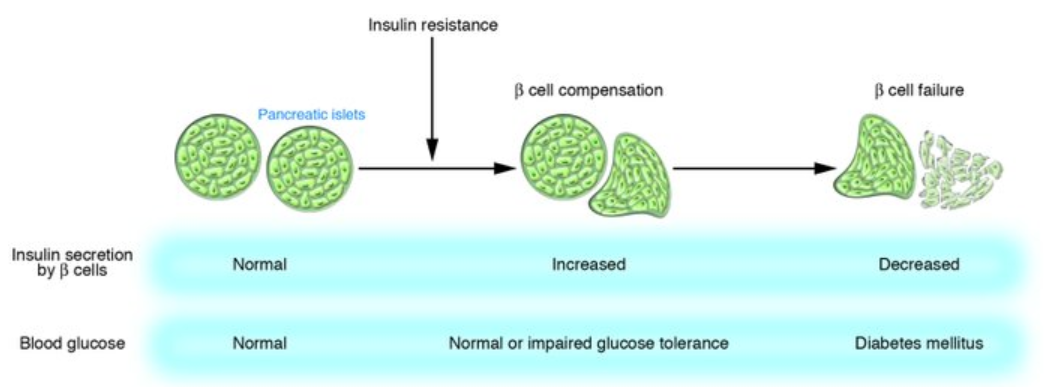 Insulin resistance
β cell compensation
β cell failure
Pancreatic islets
Insulin secretion
by β cells
Normal
Increased
Decreased
Blood glucose
Normal
Normal or impaired glucose tolerance
Diabetes mellitus